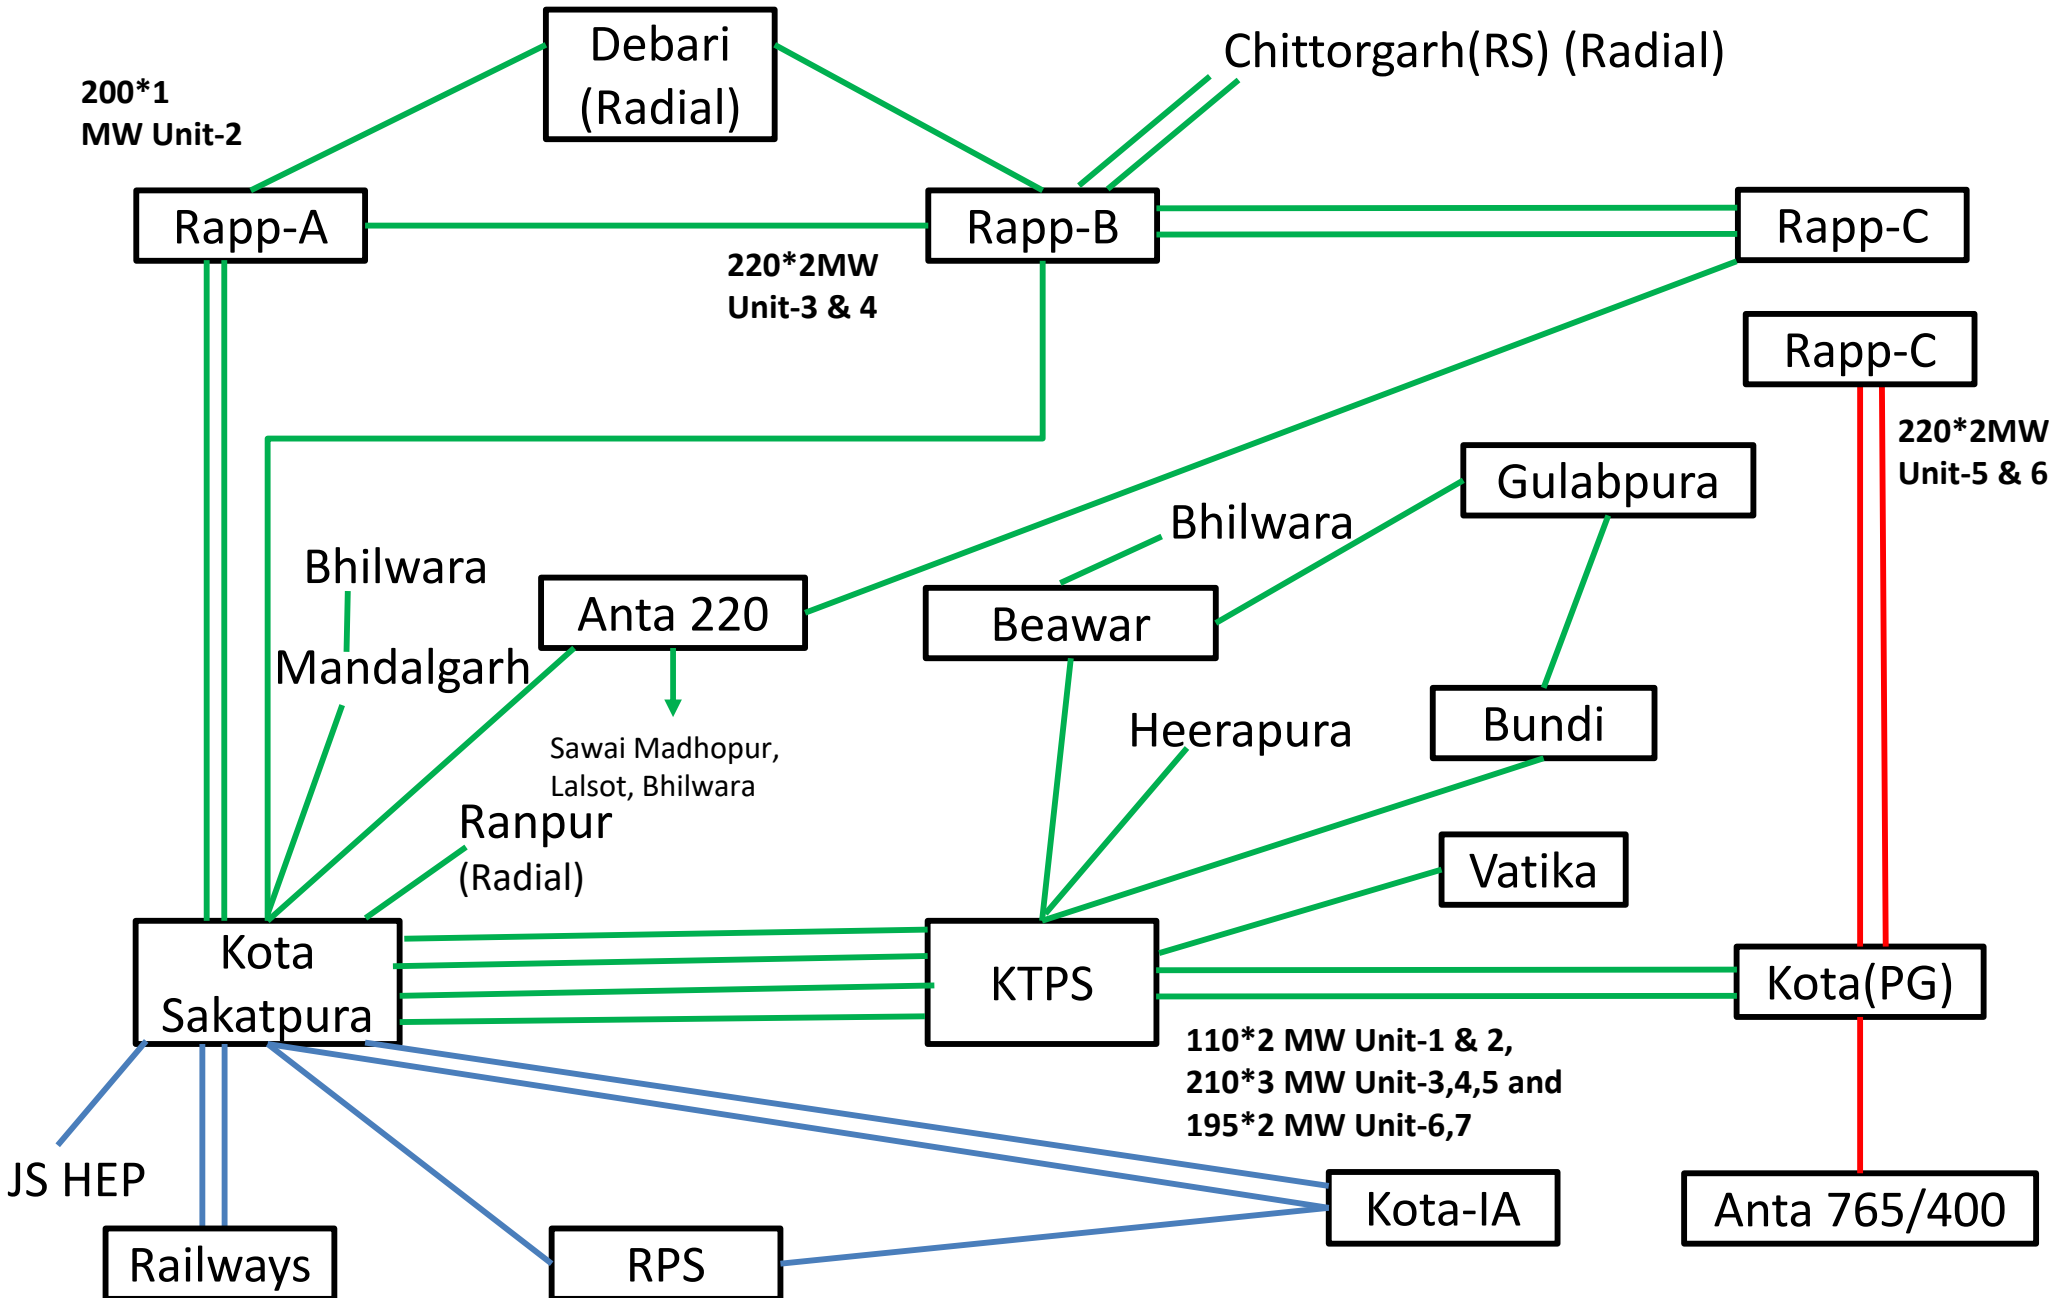 Debari
(Radial)
Chittorgarh(RS) (Radial)
200*1
MW Unit-2
Rapp-A
Rapp-B
Rapp-C
220*2MW
Unit-3 & 4
Rapp-C
220*2MW
Unit-5 & 6
Gulabpura
Bhilwara
Bhilwara
Anta 220
Beawar
Mandalgarh
Bundi
Heerapura
Sawai Madhopur,
Lalsot, Bhilwara
Ranpur
(Radial)
Vatika
Kota
Sakatpura
KTPS
Kota(PG)
110*2 MW Unit-1 & 2,
210*3 MW Unit-3,4,5 and
195*2 MW Unit-6,7
JS HEP
Kota-IA
Anta 765/400
Railways
RPS